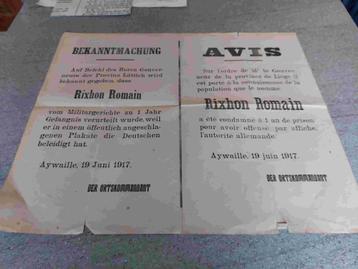 BEKANNTMACHUNG
Auf Befehl des Herrn Gouver-
neurs der Provinz Lüttich wird
bekannt gegeben, dass
Rixhon Romain
vom Militärgerichte zu 1 Jahr
Gefängnis verurteilt wurde, weil
er in einem öffentlich angeschla-
genen Plakate die Deutschen
beleidigt hat.
Aywaille, 19 Juni 1917.
DER ORTSKOMMANDANT
AVIS
Sur l'ordre de Mr le Gouver-
neur de la province de Liége il
est porté à la connaissance de la
population que le nommé
Rixhon Romain
a été condamné à 1 an de prison
pour avoir offensé par affiche,
l'autorité allemande.
Aywaille, 19 juin 1917.
DER ORTSKOMMANDANT